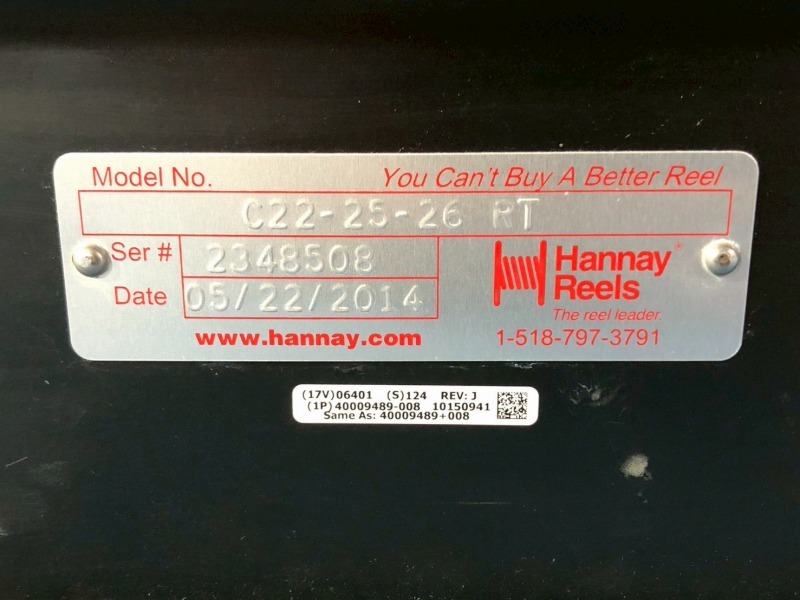 Model No. You Can't Buy A Better Reel
C22-25-26 RT
Ser # 2348508
Date 05/22/2014
Hannay®
Reels
The reel leader.
www.hannay.com 1-518-797-3791
(17V)06401 (S)124 REV: J
(1P)40009489-008 10150941
Same As: 40009489+008